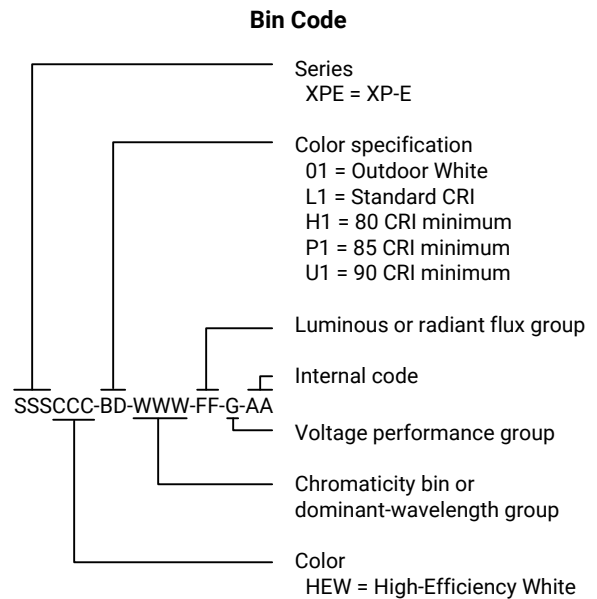 Bin Code
Series
XPE = XP-E
Color specification
01 = Outdoor White
L1 = Standard CRI
H1 = 80 CRI minimum
P1 = 85 CRI minimum
U1 = 90 CRI minimum
Luminous or radiant flux group
Internal code
SSSCCC-BD-WWW-FF-G-AA
Voltage performance group
Chromaticity bin or
dominant-wavelength group
Color
HEW = High-Efficiency White